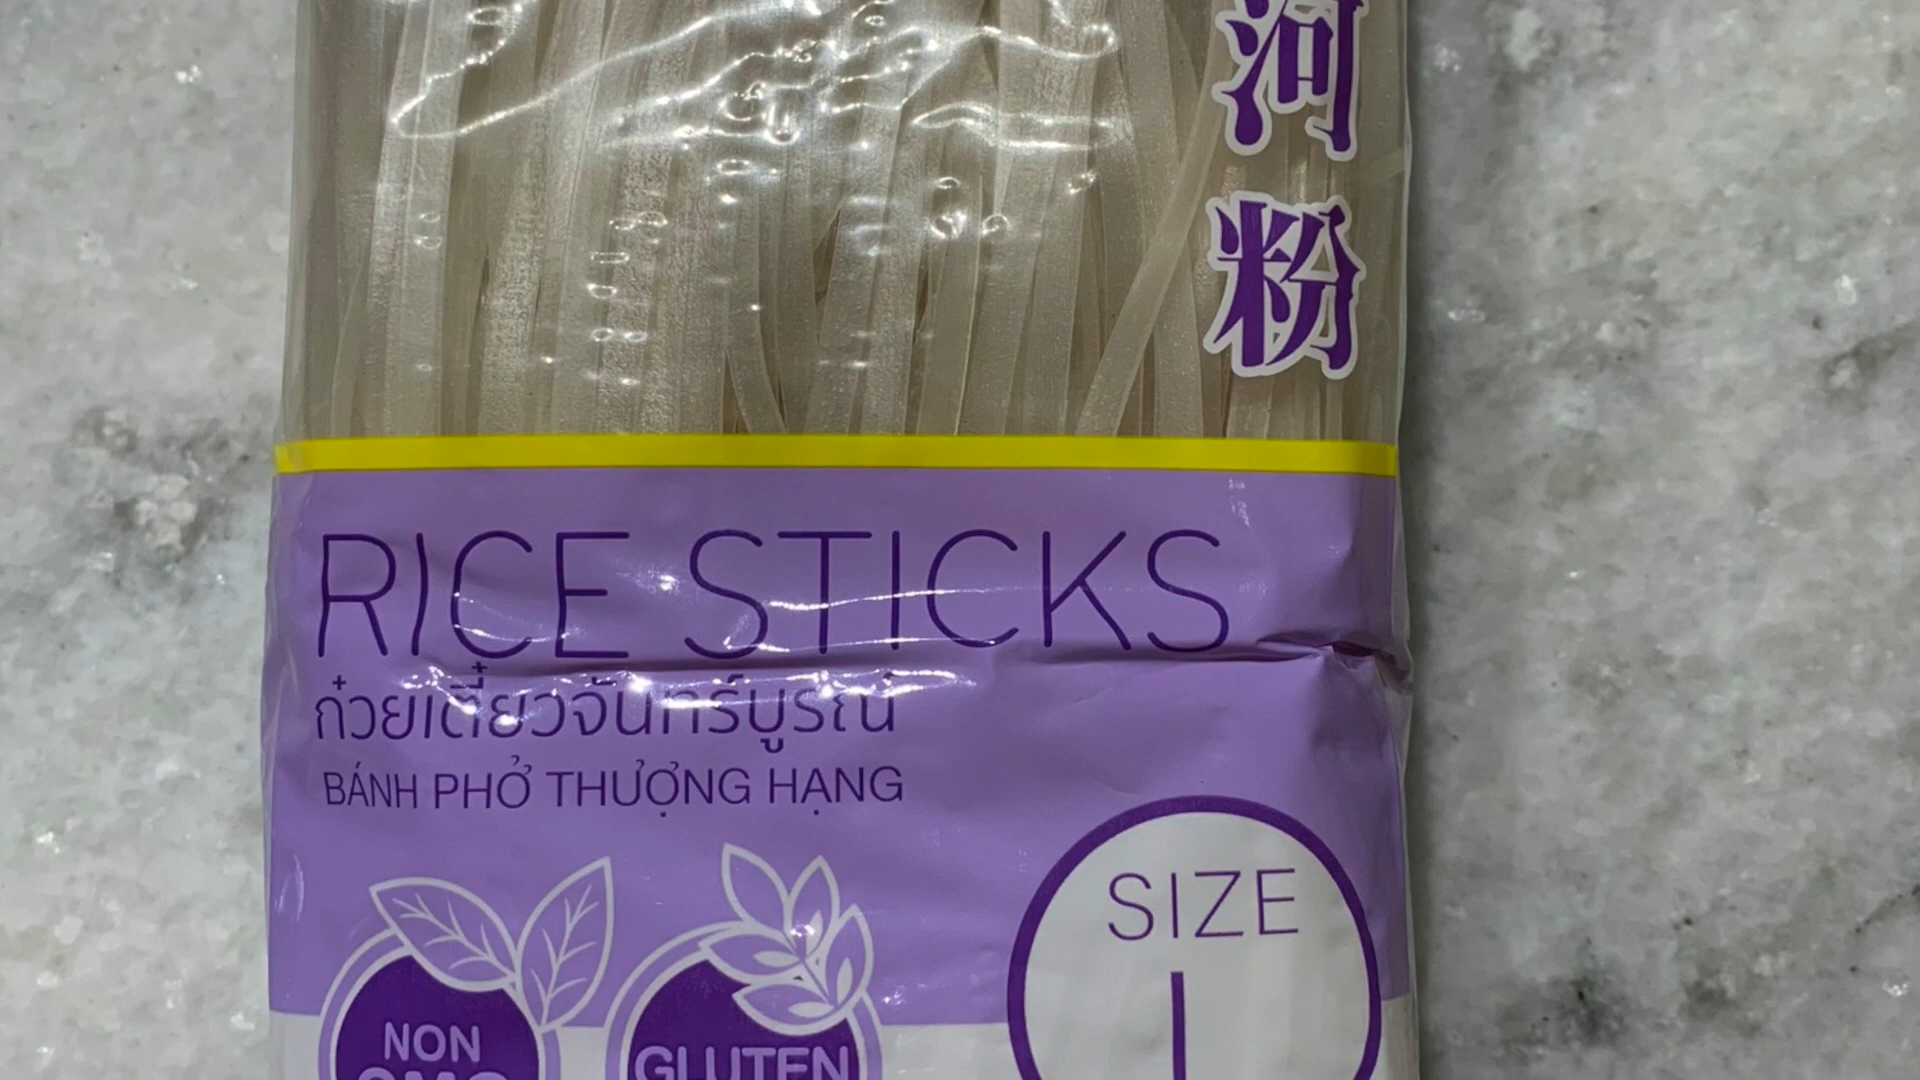 河
粉
RICE STICKS
ก๋วยเตี๋ยวจันทร์บูรณ์
BÁNH PHỞ THƯỢNG HẠNG
SIZE
L
NON
GMO
GLUTEN